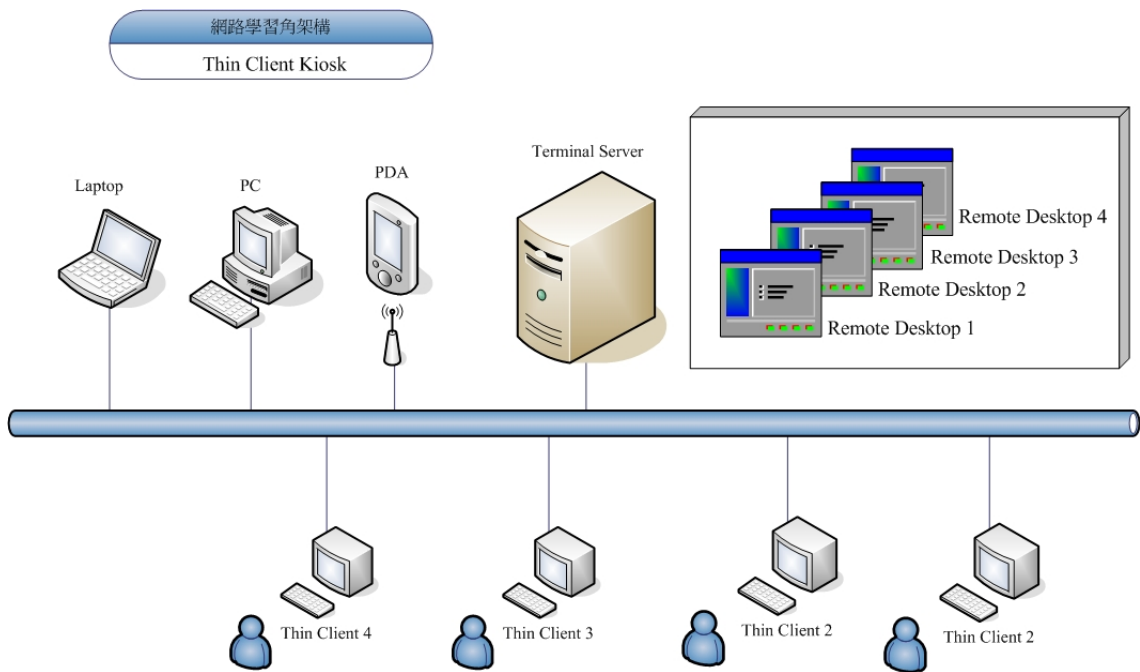 網路學習角架構
Thin Client Kiosk
Laptop
PC
PDA
Terminal Server
Remote Desktop 4
Remote Desktop 3
Remote Desktop 2
Remote Desktop 1
Thin Client 4
Thin Client 3
Thin Client 2
Thin Client 2